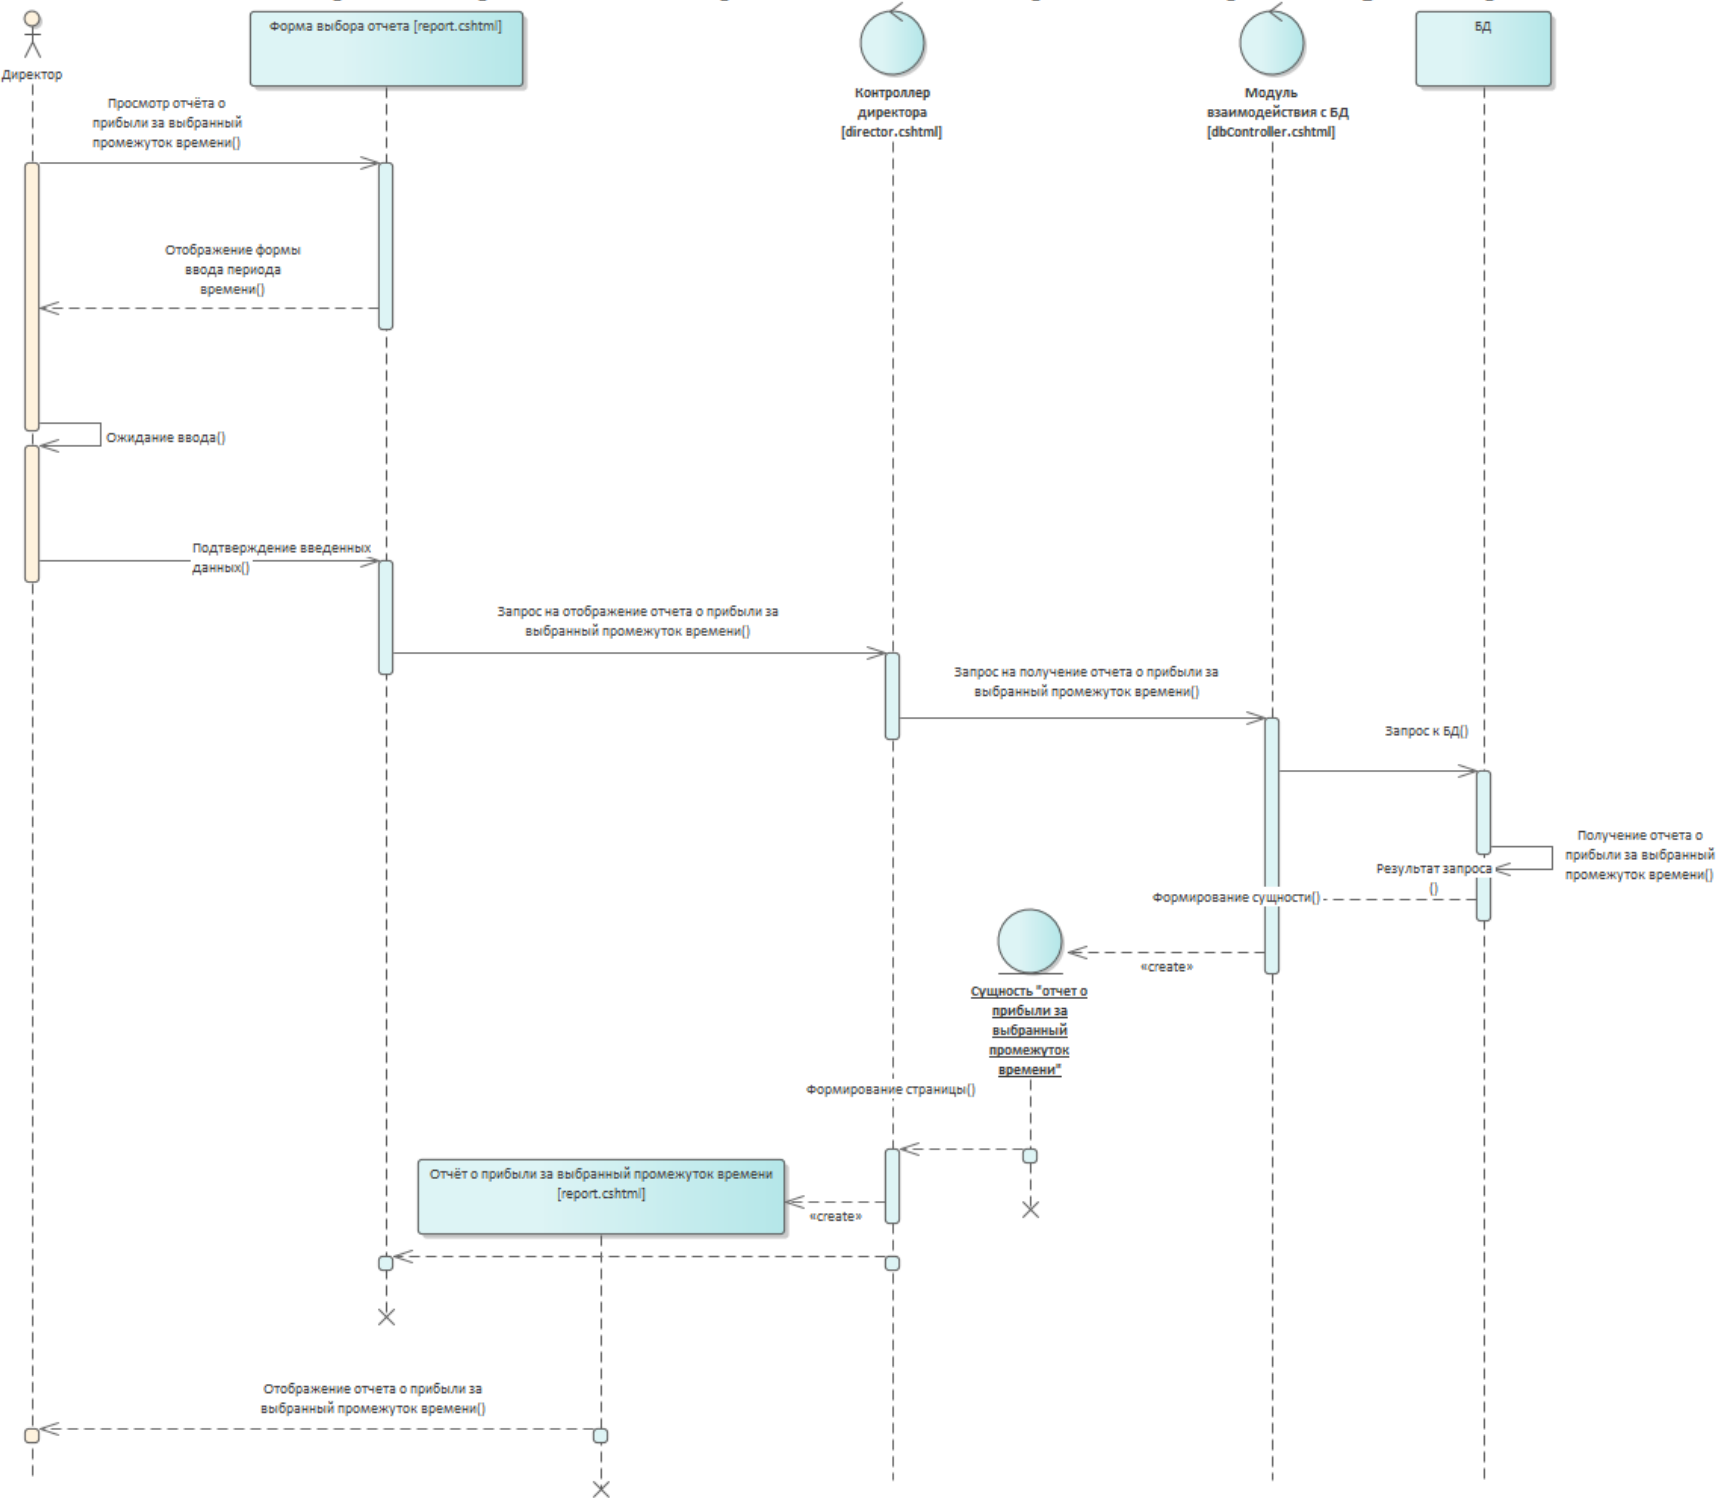 Форма выбора отчета [report.cshtml]
БД
Директор
Контроллер
директора
[director.cshtml]
Модуль
взаимодействия с БД
[dbController.cshtml]
Просмотр отчёта о
прибыли за выбранный
промежуток времени()
Отображение формы
ввода периода
времени()
Ожидание ввода()
Подтверждение введенных
данных()
Запрос на отображение отчета о прибыли за
выбранный промежуток времени()
Запрос на получение отчета о прибыли за
выбранный промежуток времени()
Запрос к БД()
Получение отчета о
прибыли за выбранный
промежуток времени()
Результат запроса
()
Формирование сущности()
«create»
Сущность "отчет о
прибыли за
выбранный
промежуток
времени"
Формирование страницы()
Отчёт о прибыли за выбранный промежуток времени
[report.cshtml]
«create»
Отображение отчета о прибыли за
выбранный промежуток времени()